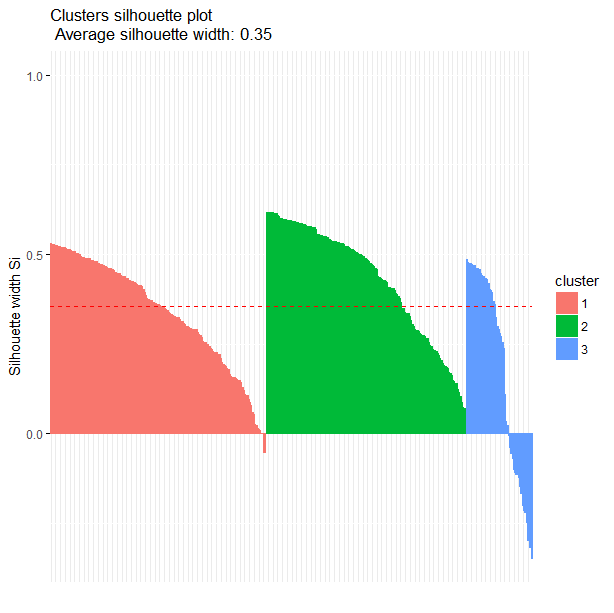 Clusters silhouette plot
Average silhouette width: 0.35
1.0
0.5
0.0
Silhouette width Si
cluster
1
2
3